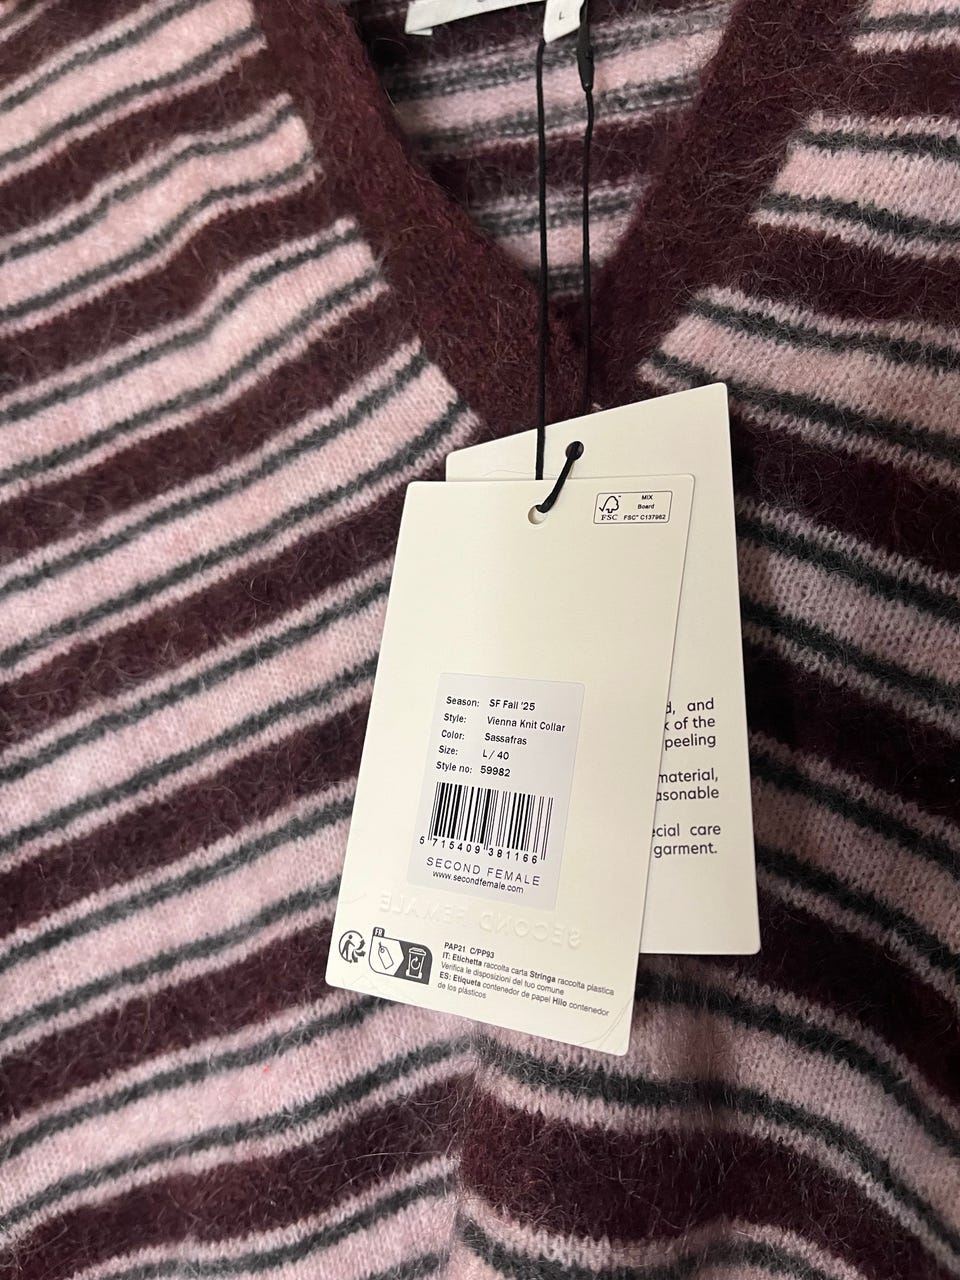 L
MIX
Board
FSC
FSC® C137962
Season: SF Fall '25
Style: Vienna Knit Collar
Color: Sassafras
Size: L / 40
Style no: 59982
5 715409 381166
SECOND FEMALE
www.secondfemale.com
SECOND FEMALE
FR
PAP21 C/PP93
IT: Etichetta raccolta carta Stringa raccolta plastica
Verifica le disposizioni del tuo comune
ES: Etiqueta contenedor de papel Hilo contenedor
de los plásticos
, and
of the
peeling
material,
care
garment.